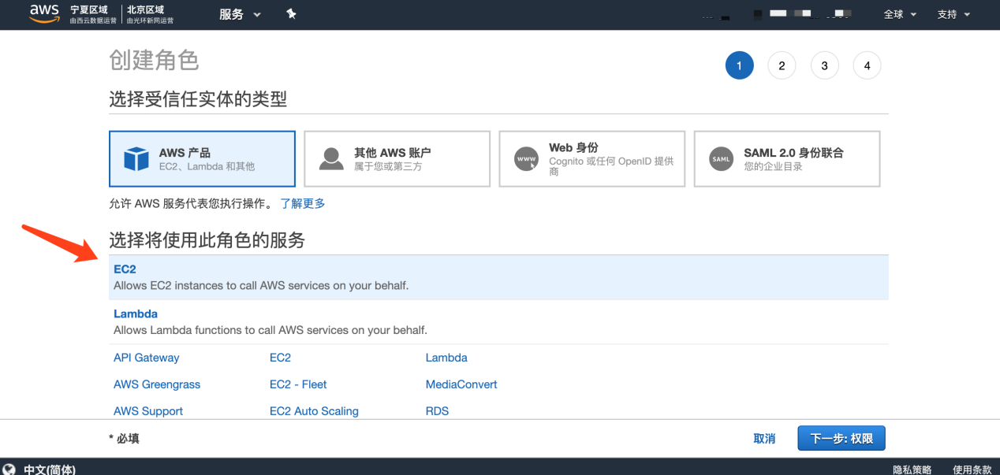 aws 宁夏区域 北京区域 服务 全球 支持
由西云数据运营 由光环新网运营
创建角色
1 2 3 4
选择受信任实体的类型
AWS 产品
EC2、Lambda 和其他
其他 AWS 账户
属于您或第三方
www
Web 身份
Cognito 或任何 OpenID 提供
商
SAML
SAML 2.0 身份联合
您的企业目录
允许 AWS 服务代表您执行操作。 了解更多
选择将使用此角色的服务
EC2
Allows EC2 instances to call AWS services on your behalf.
Lambda
Allows Lambda functions to call AWS services on your behalf.
API Gateway EC2 Lambda
AWS Greengrass EC2 - Fleet MediaConvert
AWS Support EC2 Auto Scaling RDS
* 必填 取消 下一步: 权限
中文(简体) 隐私策略 使用条款